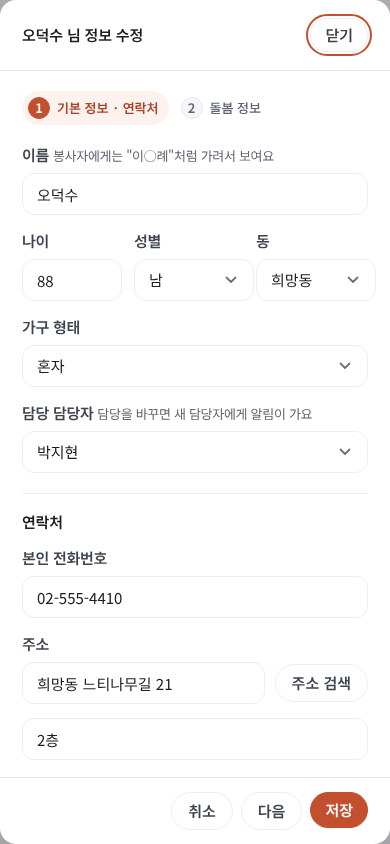 오덕수 님 정보 수정 닫기
1 기본 정보 · 연락처 2 돌봄 정보
이름 봉사자에게는 "이○례"처럼 가려서 보여요
오덕수
나이 성별 동
88 남 희망동
가구 형태
혼자
담당 담당자 담당을 바꾸면 새 담당자에게 알림이 가요
박지현
연락처
본인 전화번호
02-555-4410
주소
희망동 느티나무길 21 주소 검색
2층
취소 다음 저장